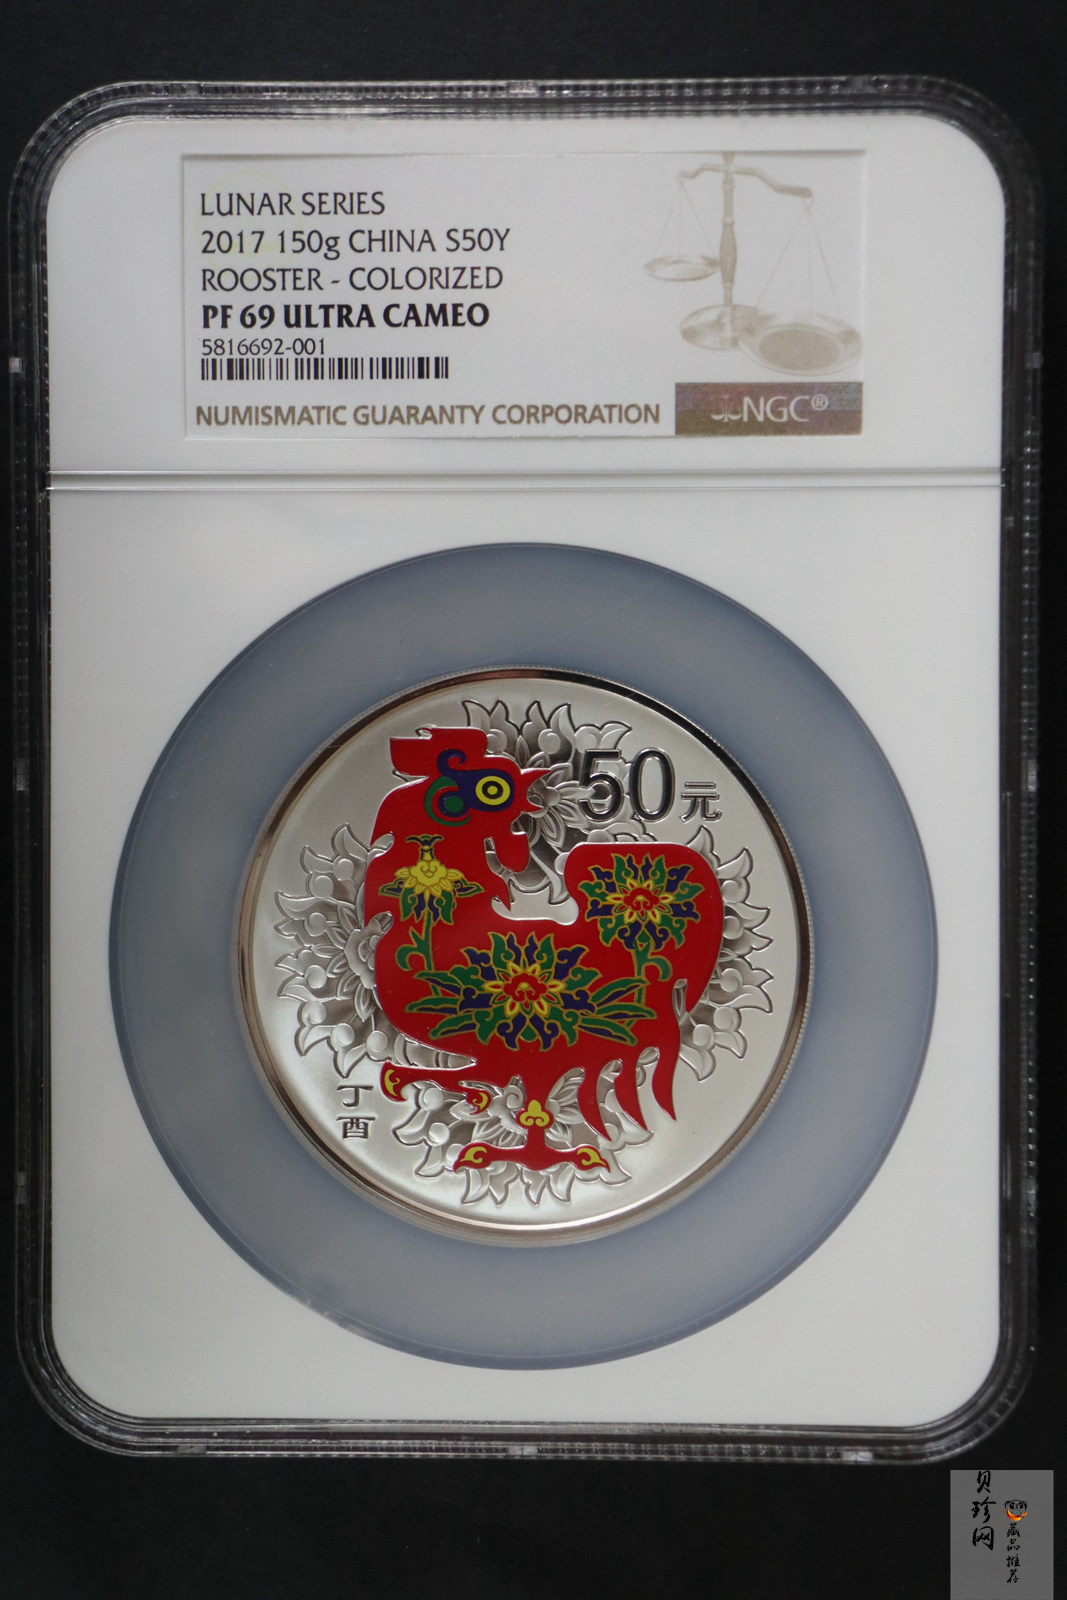 LUNAR SERIES
2017 150g CHINA S50Y
ROOSTER - COLORIZED
PF 69 ULTRA CAMEO
5816692-001
NUMISMATIC GUARANTY CORPORATION
NGC®
50元
丁
酉
贝珍网
藏品推荐